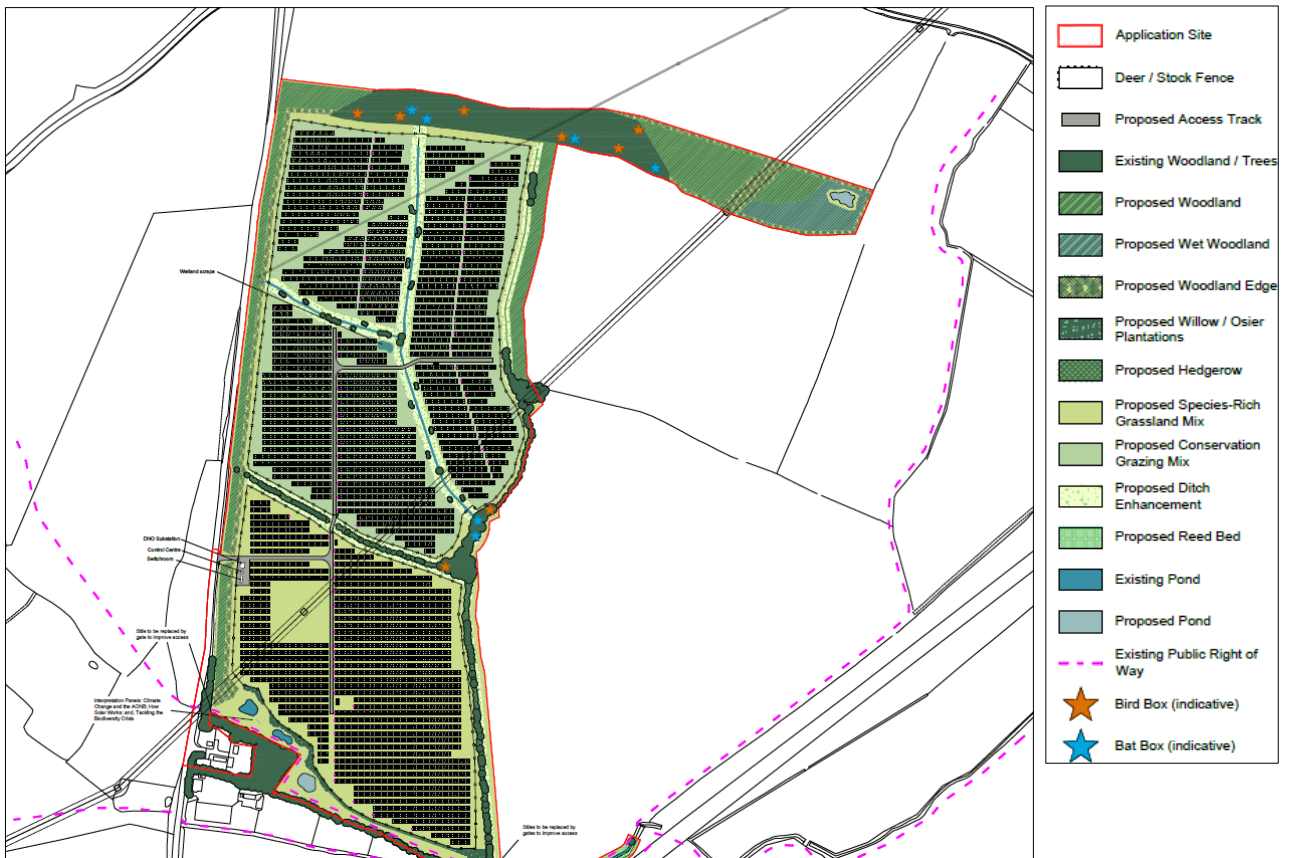 Application Site
Deer / Stock Fence
Proposed Access Track
Existing Woodland / Trees
Proposed Woodland
Proposed Wet Woodland
Proposed Woodland Edge
Proposed Willow / Osier
Plantations
Proposed Hedgerow
Proposed Species-Rich
Grassland Mix
Proposed Conservation
Grazing Mix
Proposed Ditch
Enhancement
Proposed Reed Bed
Existing Pond
Proposed Pond
Existing Public Right of
Way
Bird Box (indicative)
Bat Box (indicative)
Wetland scrape
DNO Substation
Control Centre
Switchroom
Stile to be replaced by
gate to improve access
Interpretation Panels: Climate
Change and the AONB; How
Solar Works; and, Tackling the
Biodiversity Crisis
Stiles to be replaced by
gates to improve access